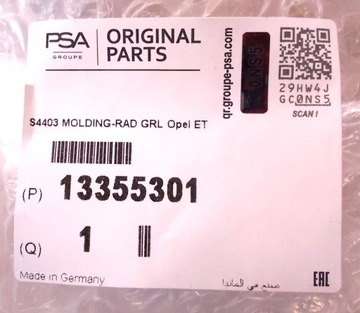 PSA
GROUPE
ORIGINAL
PARTS
qr.groupe-psa.com
0NS5
29HW4J
GC0NS5
SCAN !
S4403 MOLDING-RAD GRL Opel ET
(P) 13355301
(Q) 1
Made in Germany
صنع في ألمانيا
EAC